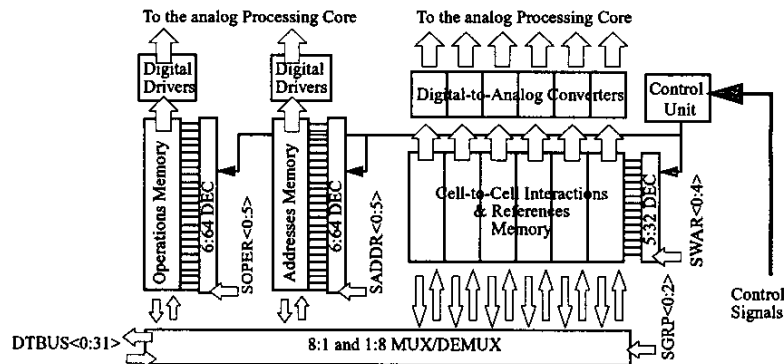 To the analog Processing Core
To the analog Processing Core
Digital
Drivers
Digital
Drivers
Digital-to-Analog Converters
Control
Unit
Operations Memory
6:64 DEC
SOPER<0:5>
Addresses Memory
6:64 DEC
SADDR<0:5>
Cell-to-Cell Interactions
& References
Memory
5:32 DEC
SWAR<0:4>
SGRP<0:2>
Control
Signals
DTBUS<0:31>
8:1 and 1:8 MUX/DEMUX